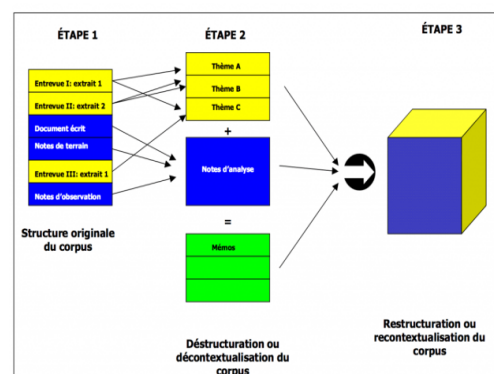 ÉTAPE 1
ÉTAPE 2
ÉTAPE 3
Entrevue I: extrait 1
Entrevue II: extrait 2
Document écrit
Notes de terrain
Entrevue III: extrait 1
Notes d'observation
Structure originale
du corpus
Thème A
Thème B
Thème C
+
Notes d'analyse
=
Mémos
Déstructuration ou
décontextualisation du
corpus
Restructuration ou
recontextualisation du
corpus